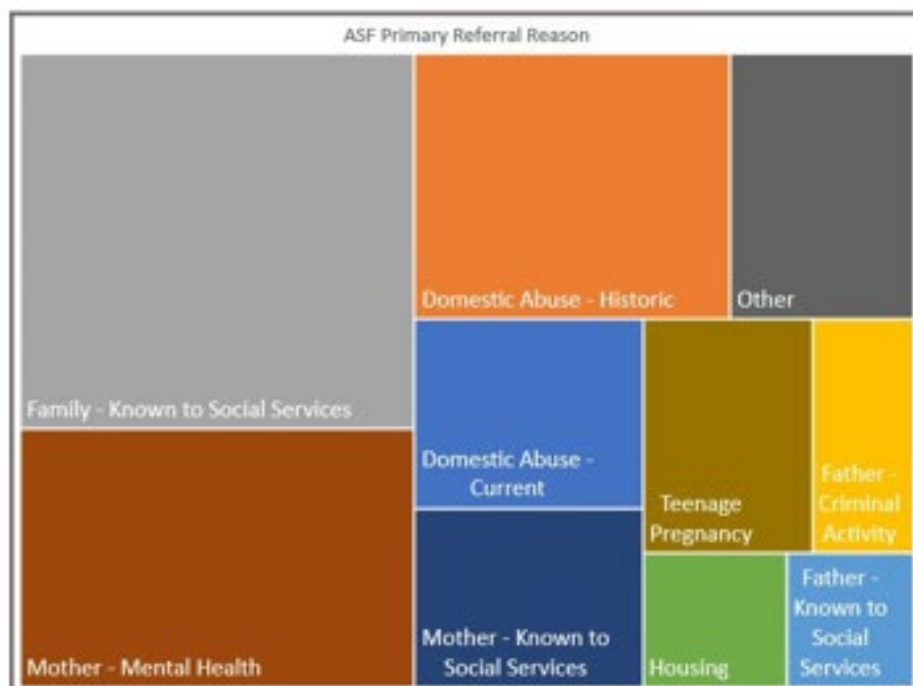 ASF Primary Referral Reason
Family - Known to Social Services
Mother - Mental Health
Domestic Abuse - Historic
Other
Domestic Abuse -
Current
Mother - Known to
Social Services
Teenage
Pregnancy
Father -
Criminal
Activity
Housing
Father -
Known to
Social
Services